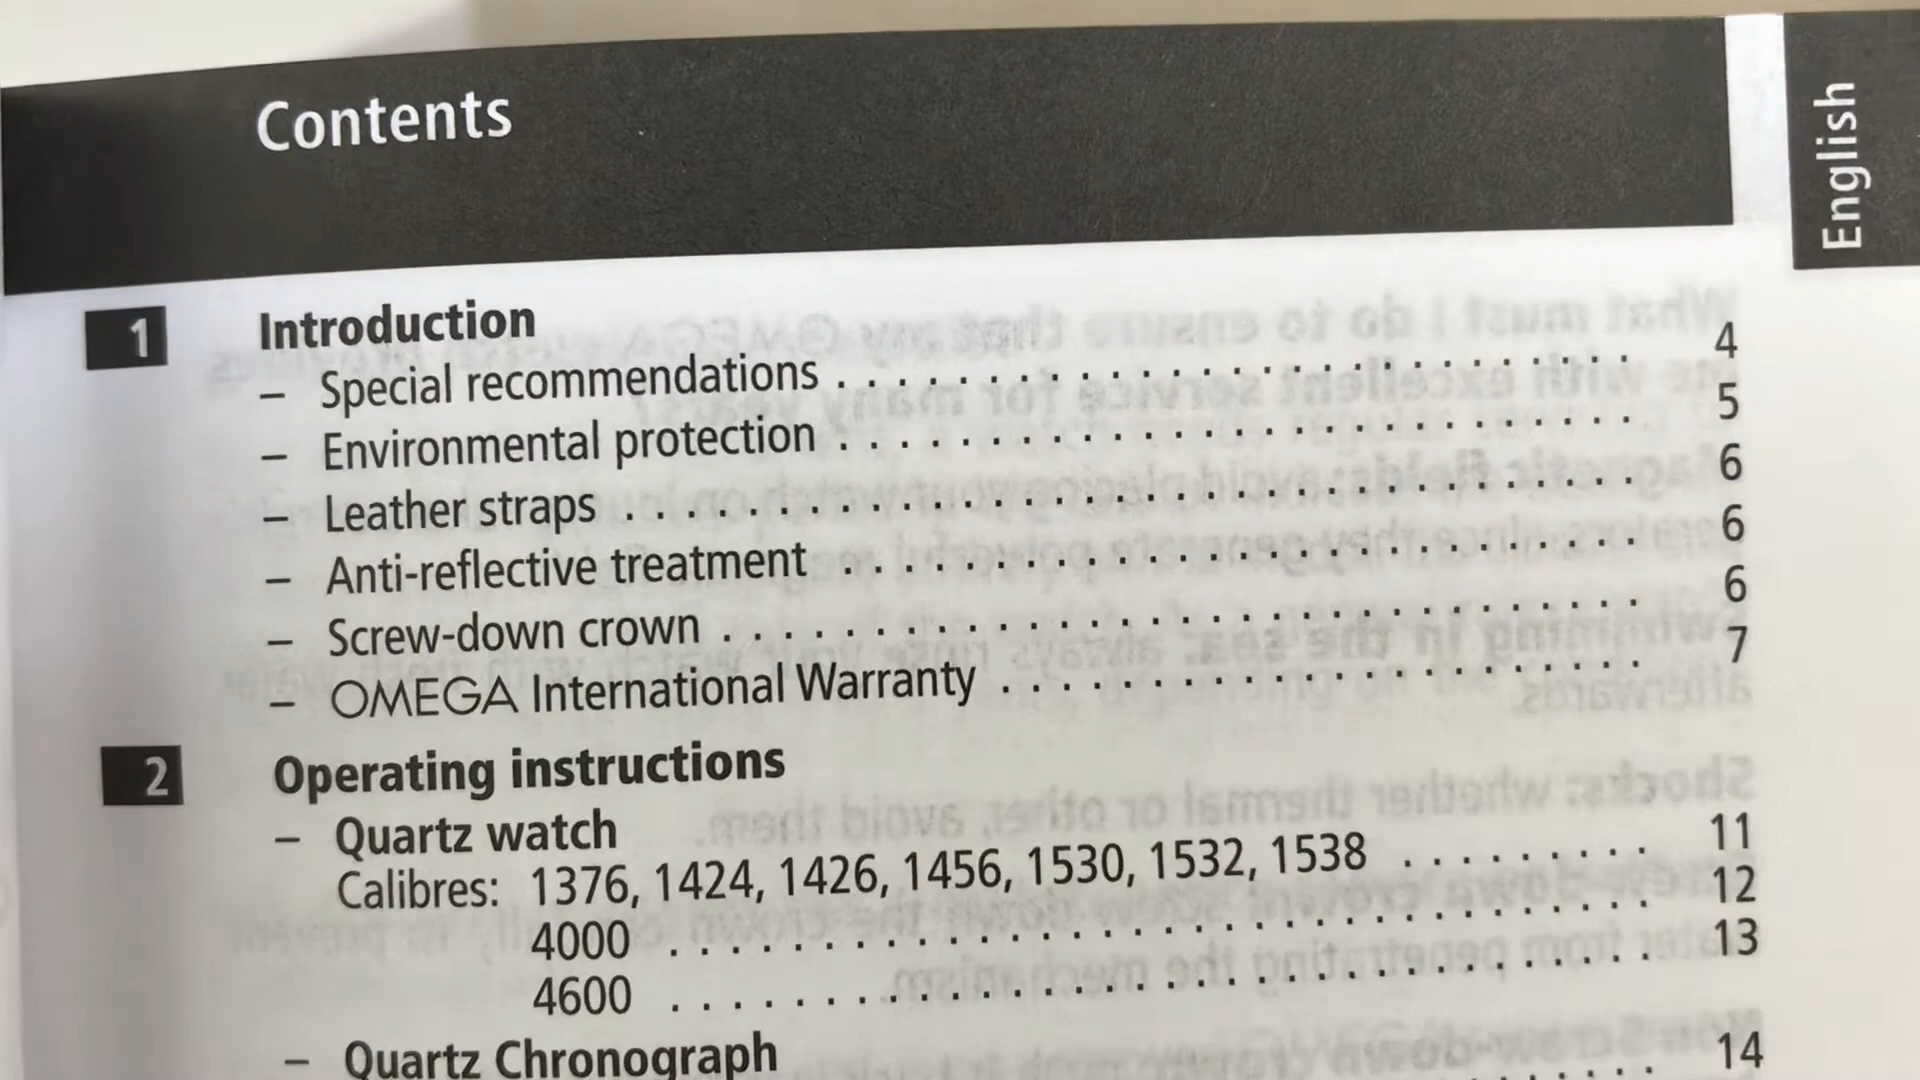 Contents
English
1 Introduction
– Special recommendations . . . . . . . . . . . . . . . . . . . . . . . . . . . 4
– Environmental protection . . . . . . . . . . . . . . . . . . . . . . . . . . . 5
– Leather straps . . . . . . . . . . . . . . . . . . . . . . . . . . . . . . . . . . 6
– Anti-reflective treatment . . . . . . . . . . . . . . . . . . . . . . . . . . . 6
– Screw-down crown . . . . . . . . . . . . . . . . . . . . . . . . . . . . . . . 6
– OMEGA International Warranty . . . . . . . . . . . . . . . . . . . . . . 7
2 Operating instructions
– Quartz watch
Calibres: 1376, 1424, 1426, 1456, 1530, 1532, 1538 . . . . . . . . . 11
4000 . . . . . . . . . . . . . . . . . . . . . . . . . . . . . . . . 12
4600 . . . . . . . . . . . . . . . . . . . . . . . . . . . . . . . . 13
– Quartz Chronograph
14